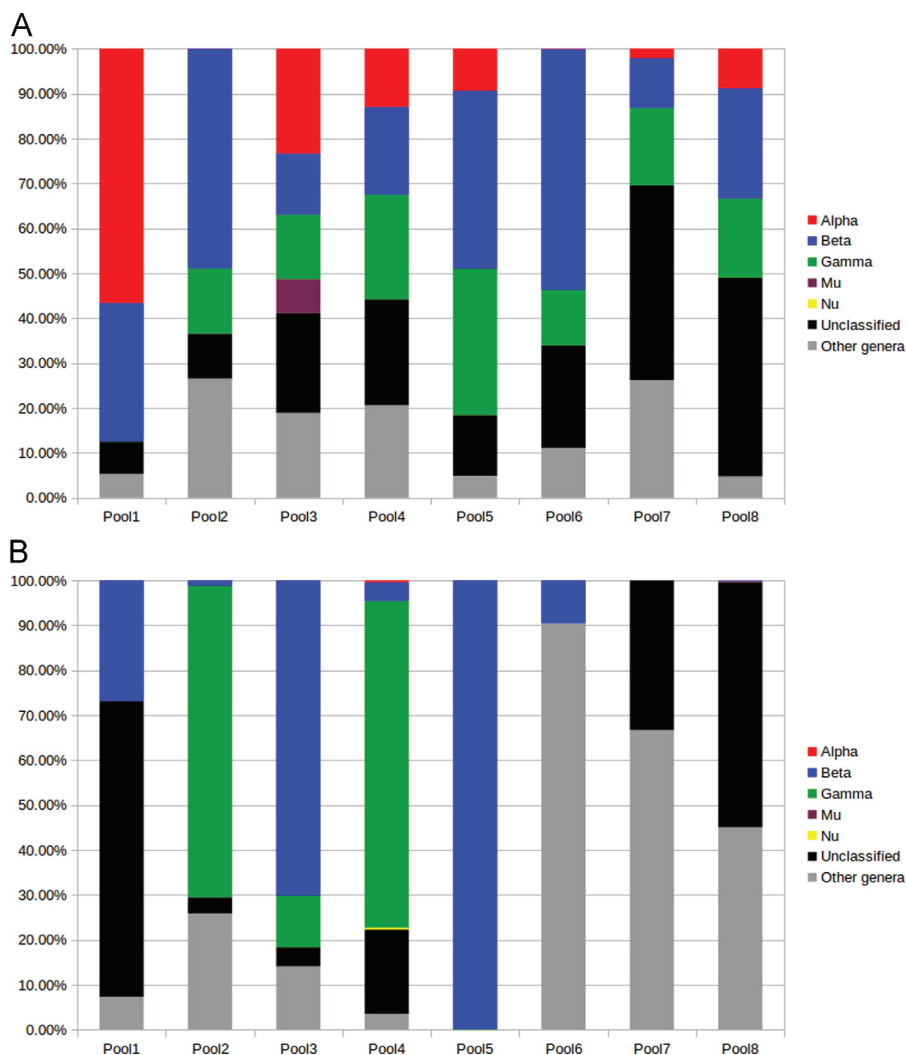 A
100.00%
90.00%
80.00%
70.00%
60.00%
50.00%
40.00%
30.00%
20.00%
10.00%
0.00%
Pool1 Pool2 Pool3 Pool4 Pool5 Pool6 Pool7 Pool8
Alpha
Beta
Gamma
Mu
Nu
Unclassified
Other genera
B
100.00%
90.00%
80.00%
70.00%
60.00%
50.00%
40.00%
30.00%
20.00%
10.00%
0.00%
Pool1 Pool2 Pool3 Pool4 Pool5 Pool6 Pool7 Pool8
Alpha
Beta
Gamma
Mu
Nu
Unclassified
Other genera